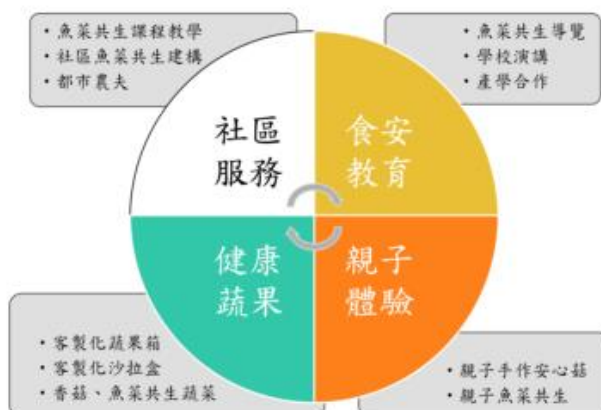 • 魚菜共生課程教學
• 社區魚菜共生建構
• 都市農夫
• 魚菜共生導覽
• 學校演講
• 產學合作
社區
服務
食安
教育
健康
蔬果
親子
體驗
• 客製化蔬果箱
• 客製化沙拉盒
• 香菇、魚菜共生蔬菜
• 親子手作安心菇
• 親子魚菜共生